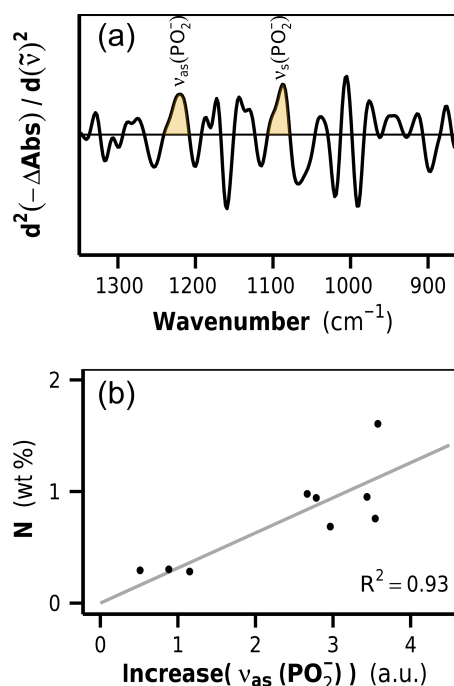 (a)
νas(PO₂⁻)
νs(PO₂⁻)
d²(−ΔAbs) / d(ν̃)²
1300 1200 1100 1000 900
Wavenumber (cm⁻¹)
(b)
2
1
0
N (wt %)
R² = 0.93
0 1 2 3 4
Increase( νas (PO₂⁻) ) (a.u.)